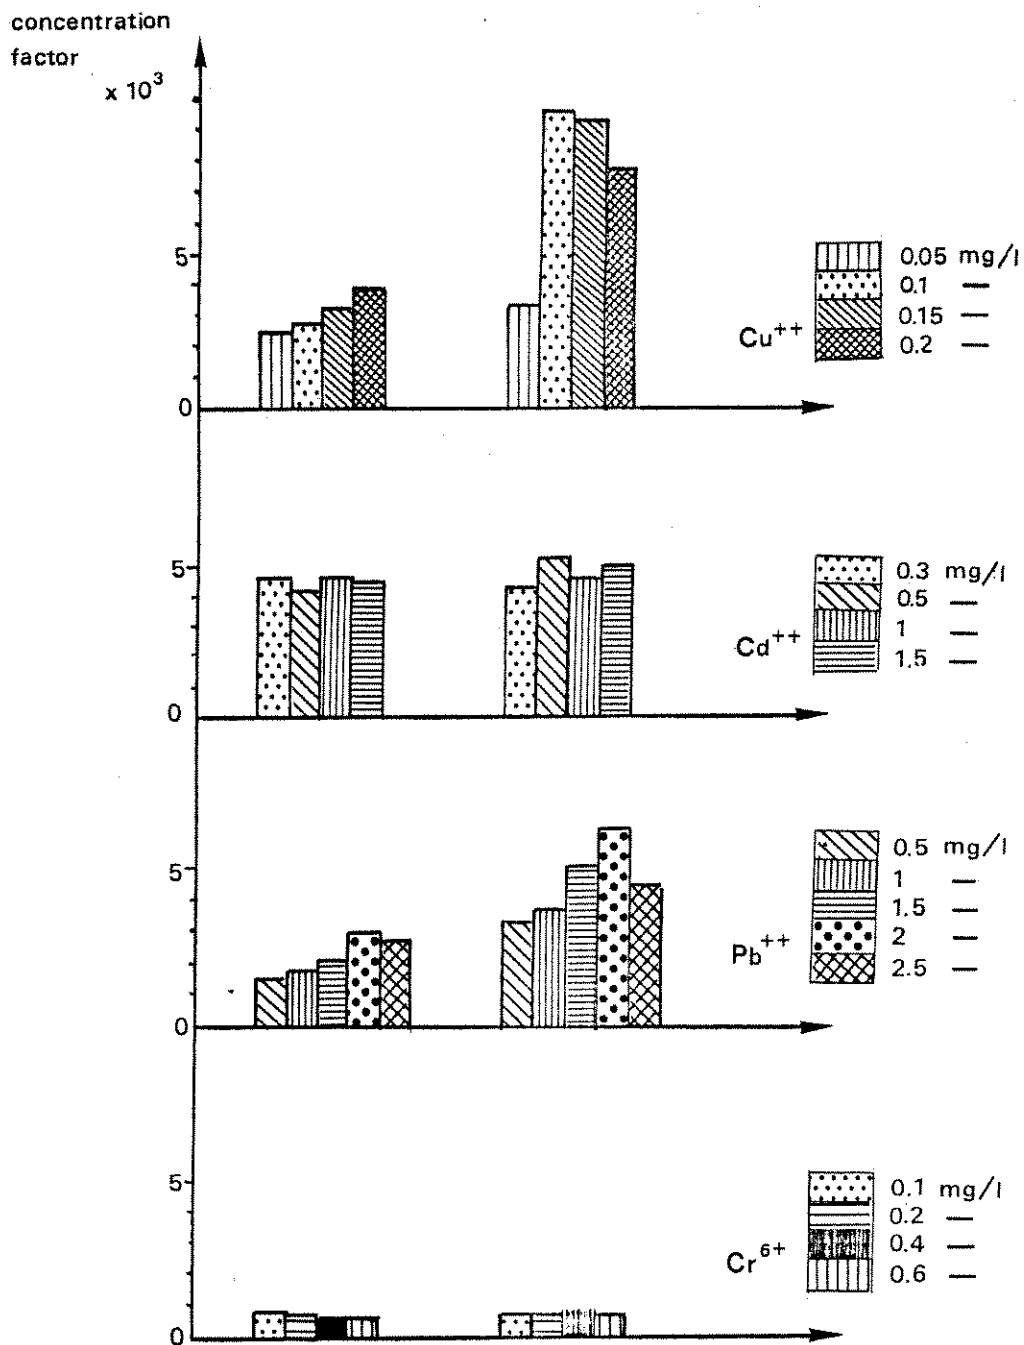 concentration
factor
x 10³
5
0
0.05 mg/l
0.1 —
0.15 —
0.2 —
Cu⁺⁺
5
0
0.3 mg/l
0.5 —
1 —
1.5 —
Cd⁺⁺
5
0
0.5 mg/l
1 —
1.5 —
2 —
2.5 —
Pb⁺⁺
5
0
0.1 mg/l
0.2 —
0.4 —
0.6 —
Cr⁶⁺